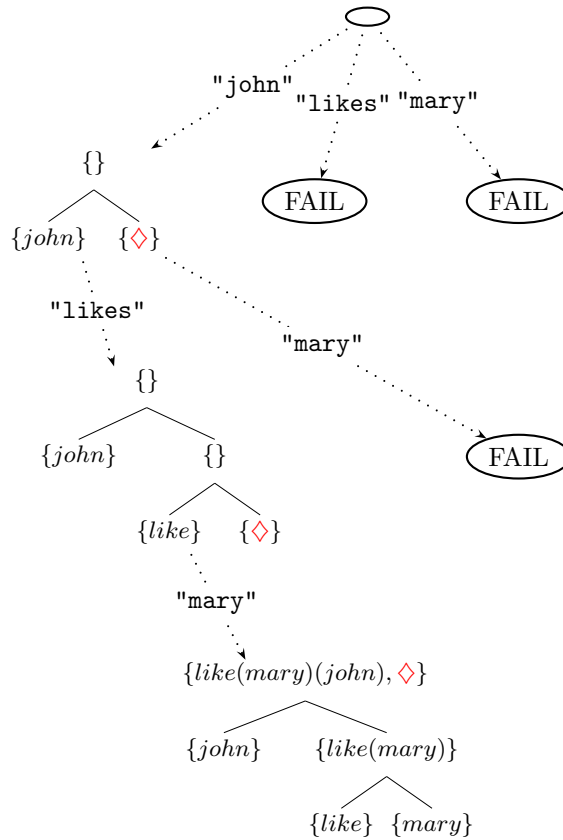 "john" "likes" "mary"
{}
FAIL FAIL
{john} {♢}
"likes"
"mary"
{}
{john} {} FAIL
{like} {♢}
"mary"
{like(mary)(john), ♢}
{john} {like(mary)}
{like} {mary}